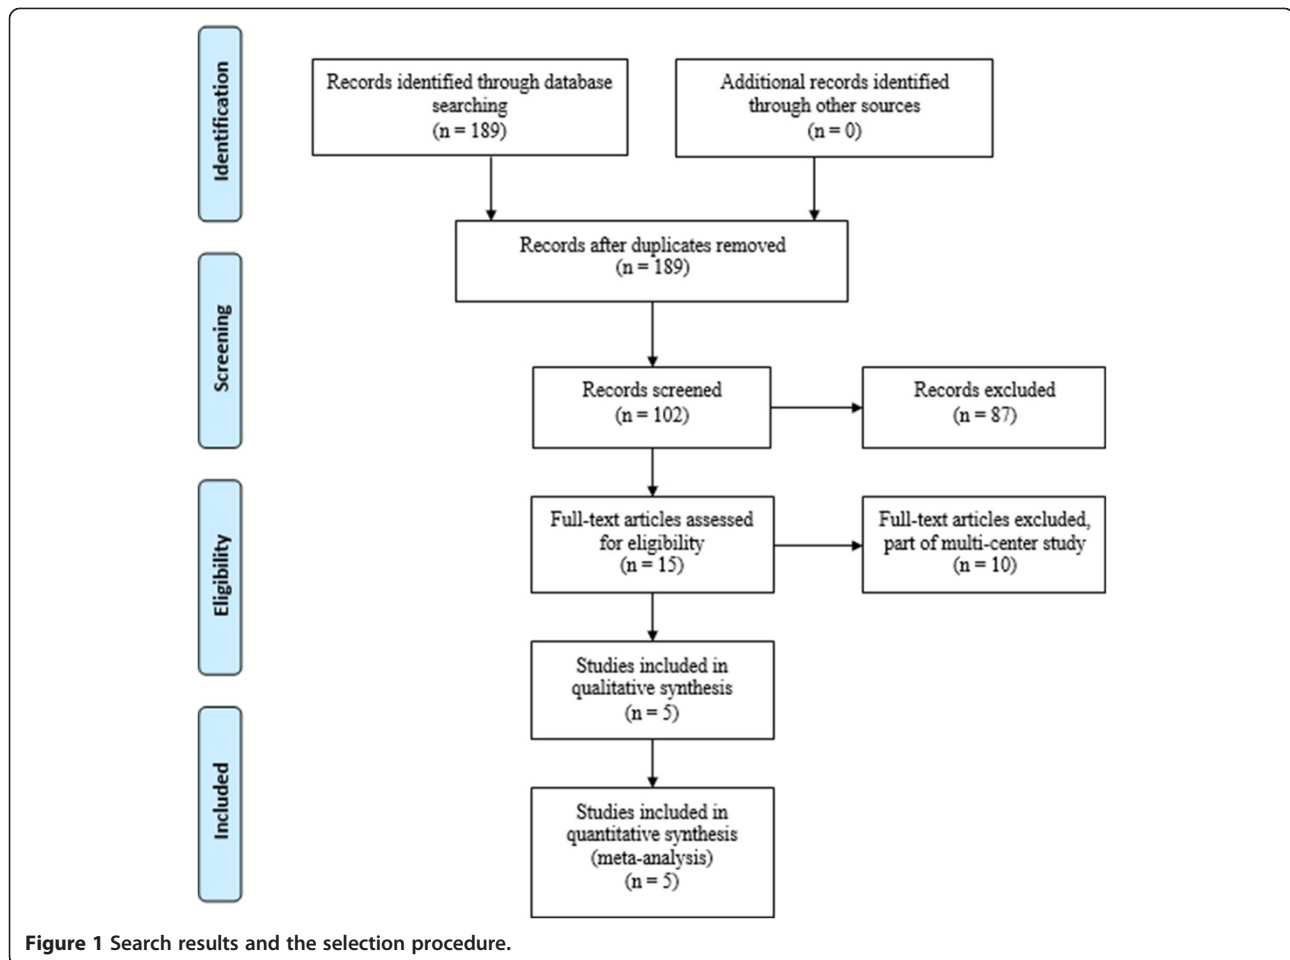 Identification
Records identified through database
searching
(n = 189)
Additional records identified
through other sources
(n = 0)
Records after duplicates removed
(n = 189)
Screening
Records screened
(n = 102)
Records excluded
(n = 87)
Eligibility
Full-text articles assessed
for eligibility
(n = 15)
Full-text articles excluded,
part of multi-center study
(n = 10)
Studies included in
qualitative synthesis
(n = 5)
Included
Studies included in
quantitative synthesis
(meta-analysis)
(n = 5)
Figure 1 Search results and the selection procedure.